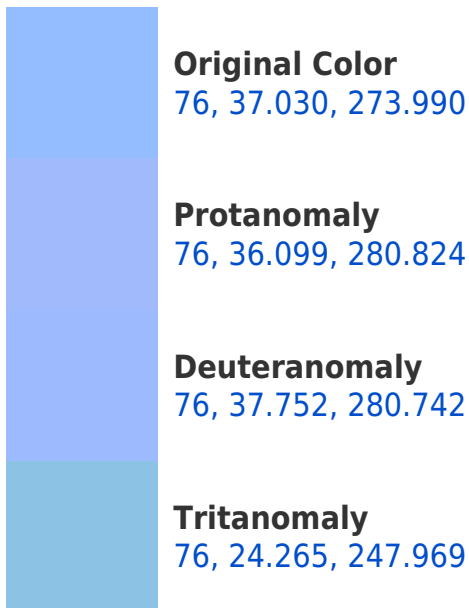 Original Color
76, 37.030, 273.990
Protanomaly
76, 36.099, 280.824
Deuteranomaly
76, 37.752, 280.742
Tritanomaly
76, 24.265, 247.969